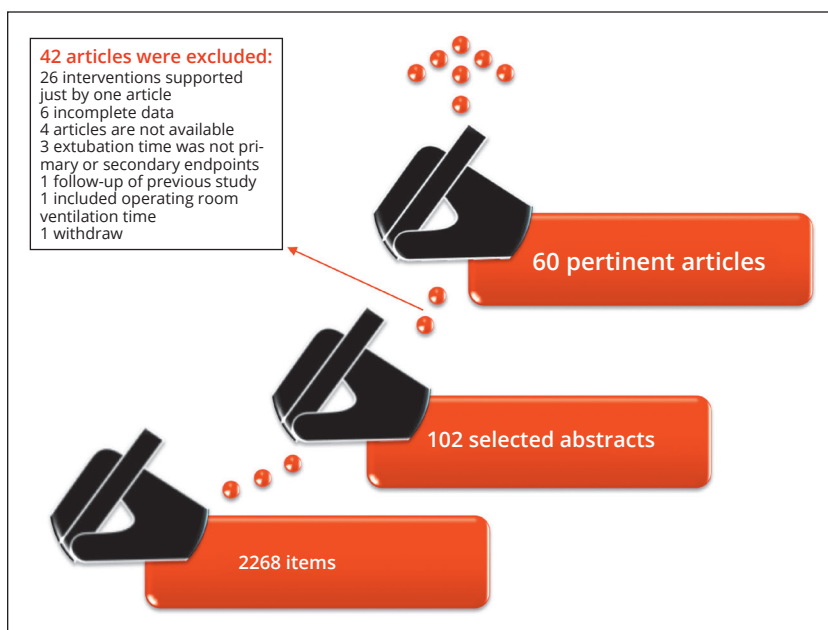 42 articles were excluded:
26 interventions supported
just by one article
6 incomplete data
4 articles are not available
3 extubation time was not pri-
mary or secondary endpoints
1 follow-up of previous study
1 included operating room
ventilation time
1 withdraw
60 pertinent articles
102 selected abstracts
2268 items